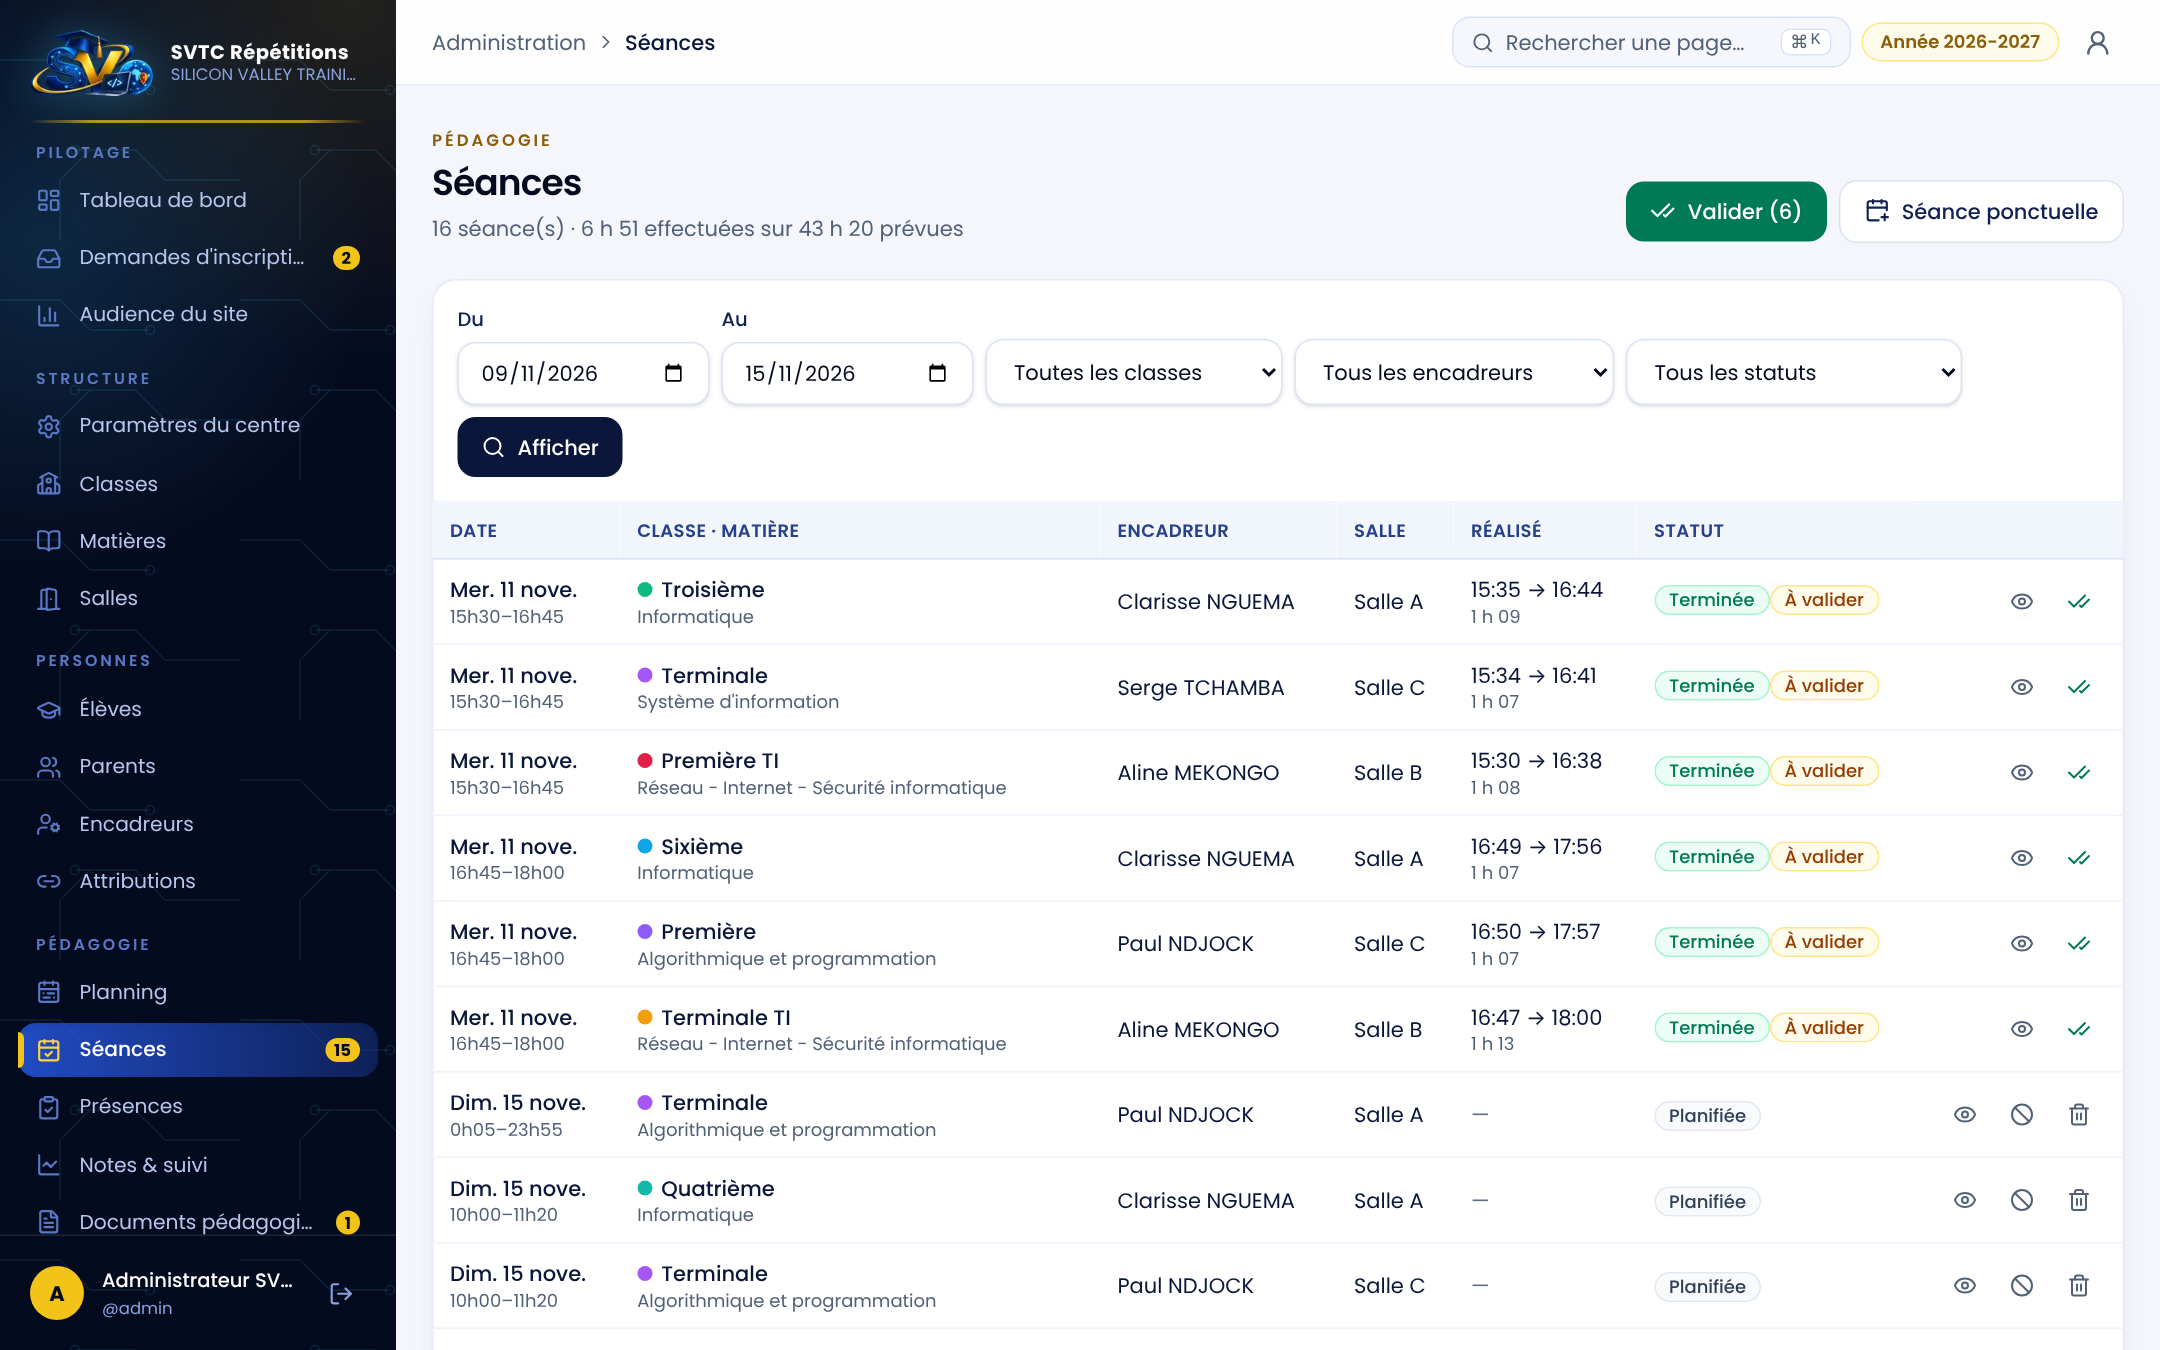 SVTC Répétitions
SILICON VALLEY TRAINI...
PILOTAGE
Tableau de bord
Demandes d'inscripti... 2
Audience du site
STRUCTURE
Paramètres du centre
Classes
Matières
Salles
PERSONNES
Élèves
Parents
Encadreurs
Attributions
PÉDAGOGIE
Planning
Séances 15
Présences
Notes & suivi
Documents pédagogi... 1
A
Administrateur SV...
@admin
Administration > Séances
Rechercher une page... ⌘ K
Année 2026-2027
PÉDAGOGIE
Séances
16 séance(s) · 6 h 51 effectuées sur 43 h 20 prévues
Valider (6)
Séance ponctuelle
Du Au
09/11/2026 15/11/2026 Toutes les classes Tous les encadreurs Tous les statuts
Afficher
DATE CLASSE · MATIÈRE ENCADREUR SALLE RÉALISÉ STATUT
Mer. 11 nove. Troisième Clarisse NGUEMA Salle A 15:35 → 16:44 Terminée À valider
15h30–16h45 Informatique 1 h 09
Mer. 11 nove. Terminale Serge TCHAMBA Salle C 15:34 → 16:41 Terminée À valider
15h30–16h45 Système d'information 1 h 07
Mer. 11 nove. Première TI Aline MEKONGO Salle B 15:30 → 16:38 Terminée À valider
15h30–16h45 Réseau - Internet - Sécurité informatique 1 h 08
Mer. 11 nove. Sixième Clarisse NGUEMA Salle A 16:49 → 17:56 Terminée À valider
16h45–18h00 Informatique 1 h 07
Mer. 11 nove. Première Paul NDJOCK Salle C 16:50 → 17:57 Terminée À valider
16h45–18h00 Algorithmique et programmation 1 h 07
Mer. 11 nove. Terminale TI Aline MEKONGO Salle B 16:47 → 18:00 Terminée À valider
16h45–18h00 Réseau - Internet - Sécurité informatique 1 h 13
Dim. 15 nove. Terminale Paul NDJOCK Salle A — Planifiée
0h05–23h55 Algorithmique et programmation
Dim. 15 nove. Quatrième Clarisse NGUEMA Salle A — Planifiée
10h00–11h20 Informatique
Dim. 15 nove. Terminale Paul NDJOCK Salle C — Planifiée
10h00–11h20 Algorithmique et programmation